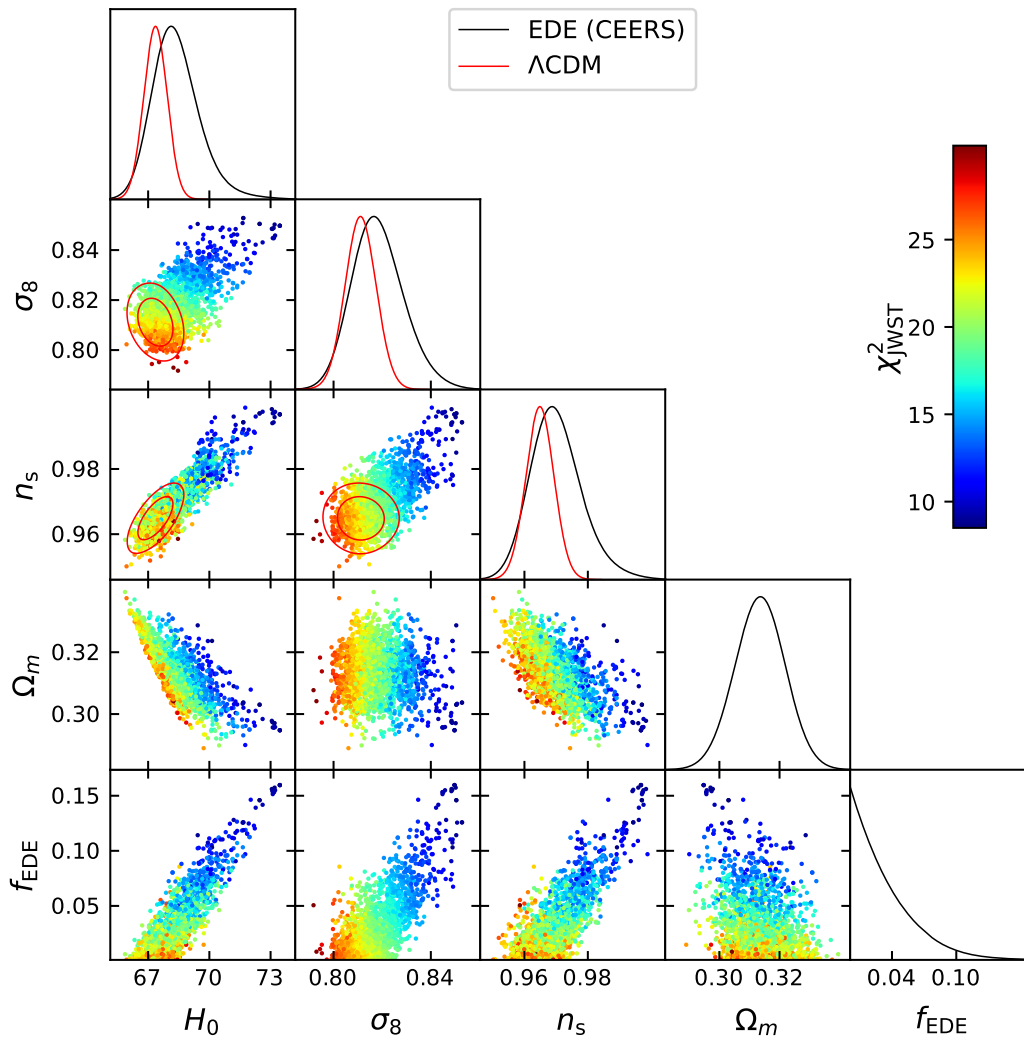 EDE (CEERS)
ΛCDM
25
20
15
10
χ²JWST
0.84
0.82
0.80
σ₈
0.98
0.96
nₛ
0.32
0.30
Ωₘ
0.15
0.10
0.05
f_EDE
67 70 73
0.80 0.84
0.96 0.98
0.30 0.32
0.04 0.10
H₀ σ₈ nₛ Ωₘ f_EDE